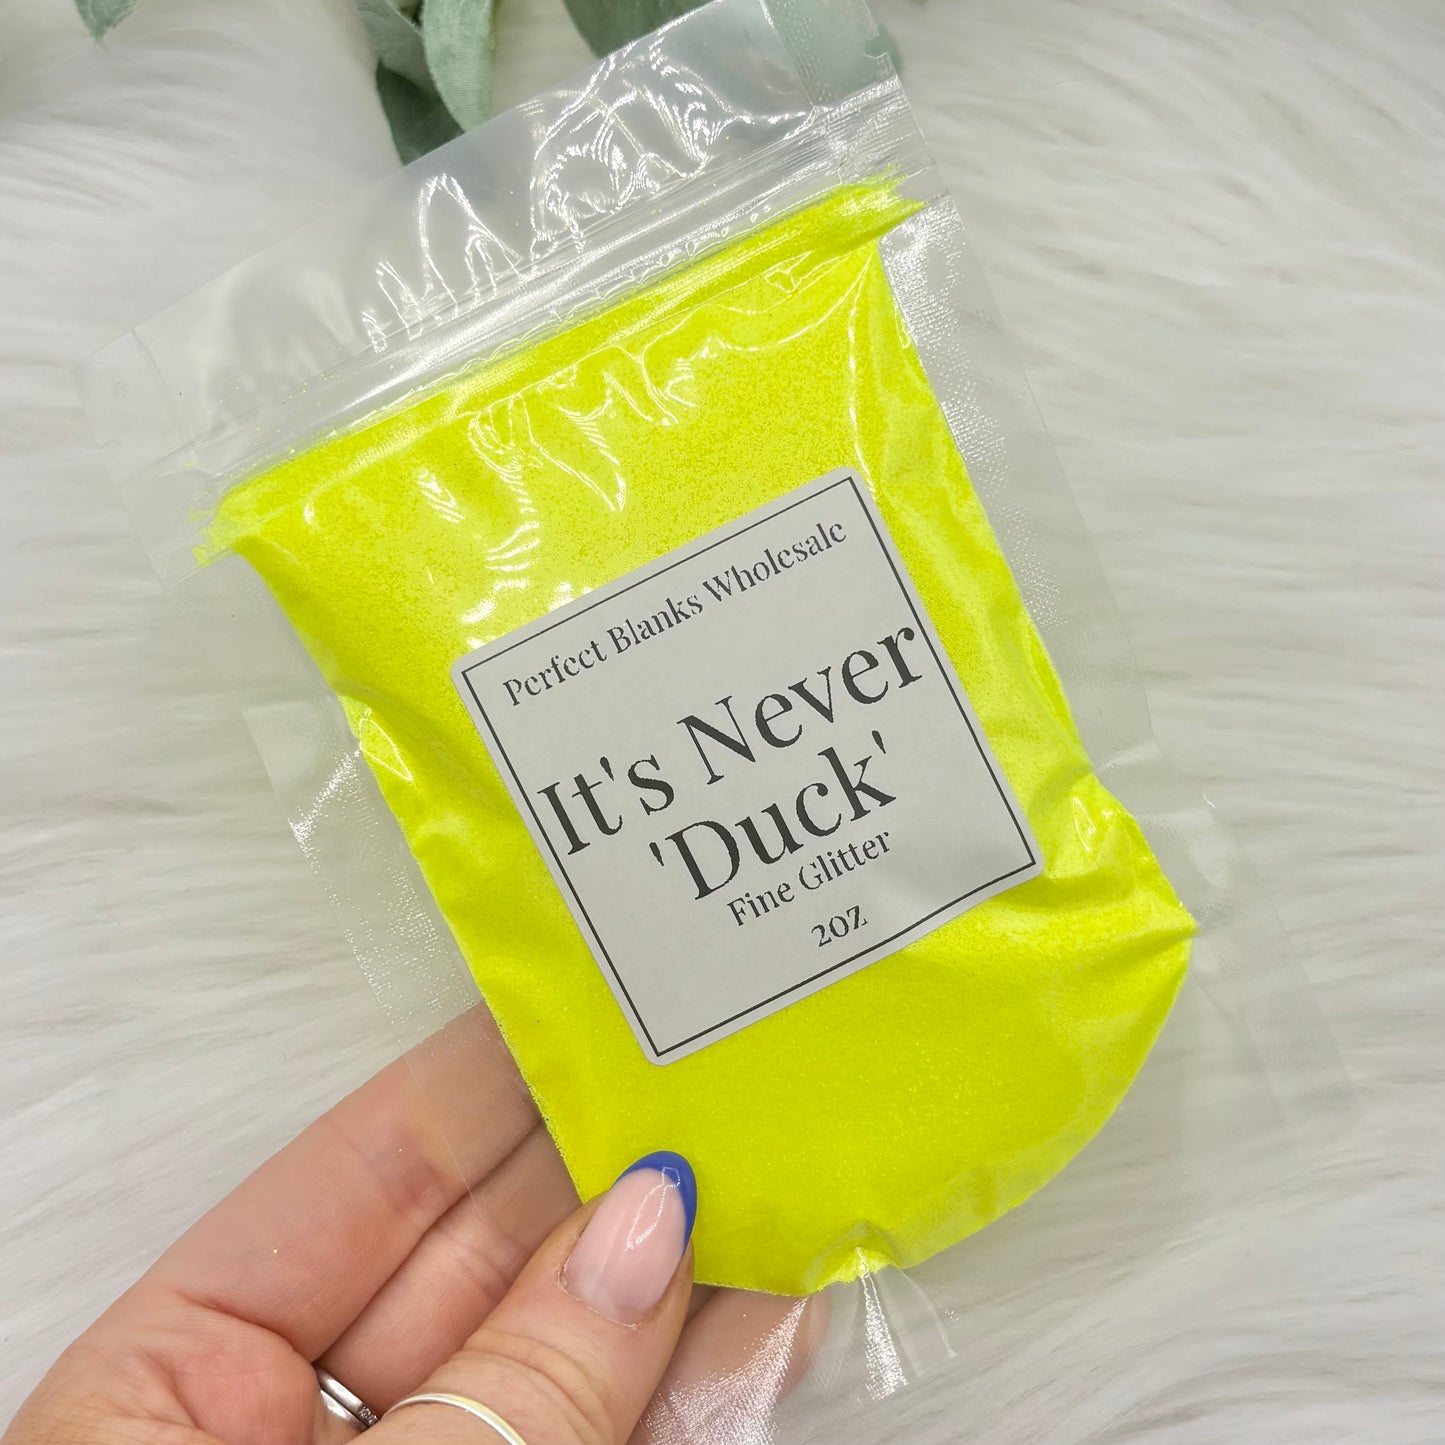 Perfect Blanks Wholesale
It's Never
'Duck'
Fine Glitter
2OZ